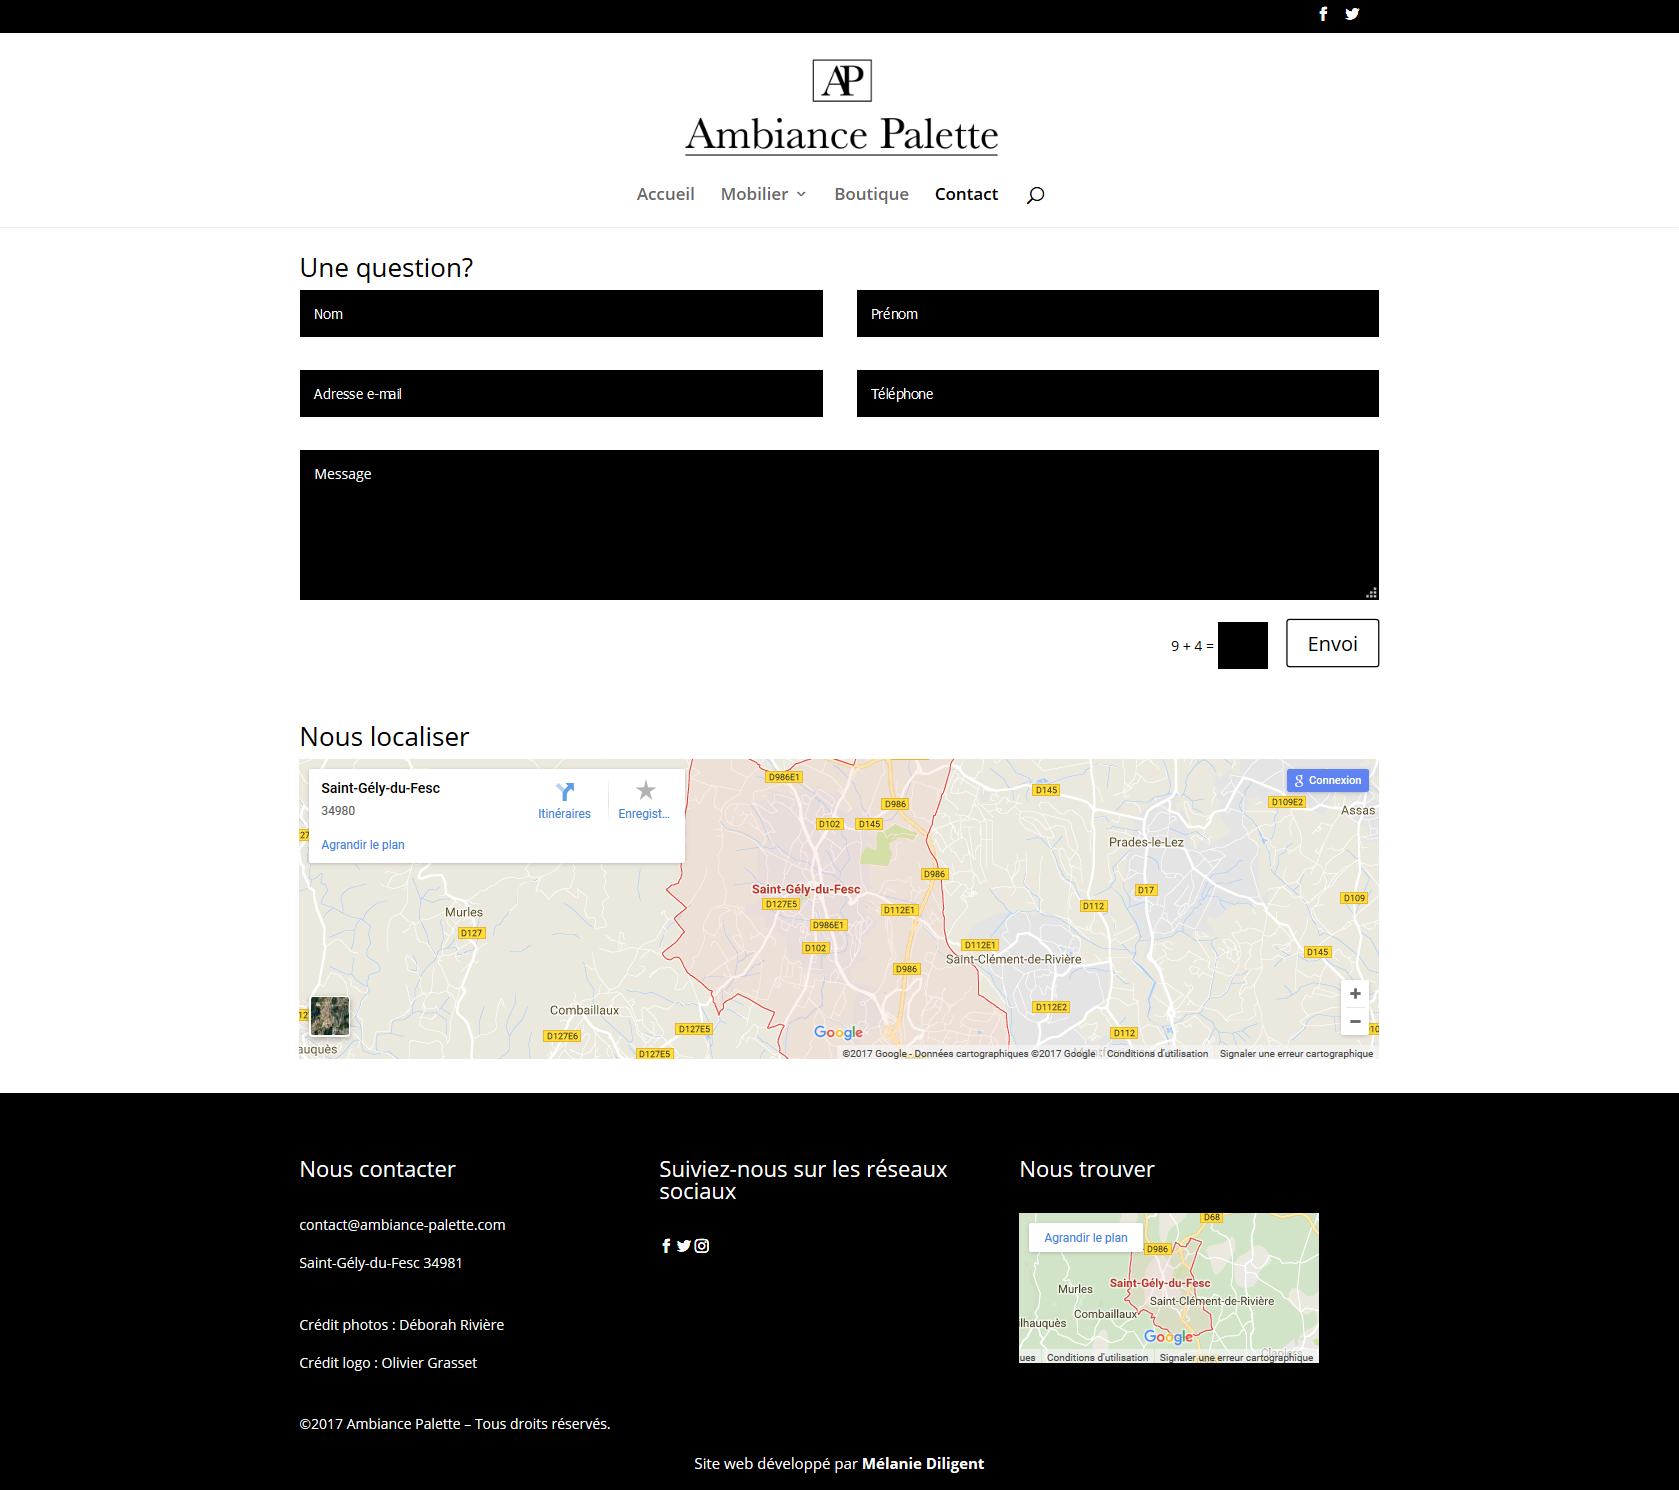 AP
Ambiance Palette
Accueil Mobilier Boutique Contact
Une question?
Nom Prénom
Adresse e-mail Téléphone
Message
9 + 4 = Envoi
Nous localiser
Saint-Gély-du-Fesc
34980
Itinéraires Enregist...
Agrandir le plan
Connexion
D986E1
D145
D109E2
D986
Assas
D102 D145
27
Prades-le-Lez
D986
Saint-Gély-du-Fesc
D17
D127E5
D109
D112
Murles
D112E1
D986E1
D127
D112E1
D102
D145
Saint-Clément-de-Rivière
D986
D112E2
Combaillaux
12
D127E5
D127E6
Google
D112
10
auquès
D127E5
©2017 Google - Données cartographiques ©2017 Google Conditions d'utilisation Signaler une erreur cartographique
Nous contacter
contact@ambiance-palette.com
Saint-Gély-du-Fesc 34981
Crédit photos : Déborah Rivière
Crédit logo : Olivier Grasset
©2017 Ambiance Palette – Tous droits réservés.
Suiviez-nous sur les réseaux
sociaux
Nous trouver
D68
Agrandir le plan
D986
Saint-Gély-du-Fesc
Murles
Saint-Clément-de-Rivière
Combaillaux
ilhauquès
Google
Clapiers
ues Conditions d'utilisation Signaler une erreur cartographique
Site web développé par Mélanie Diligent